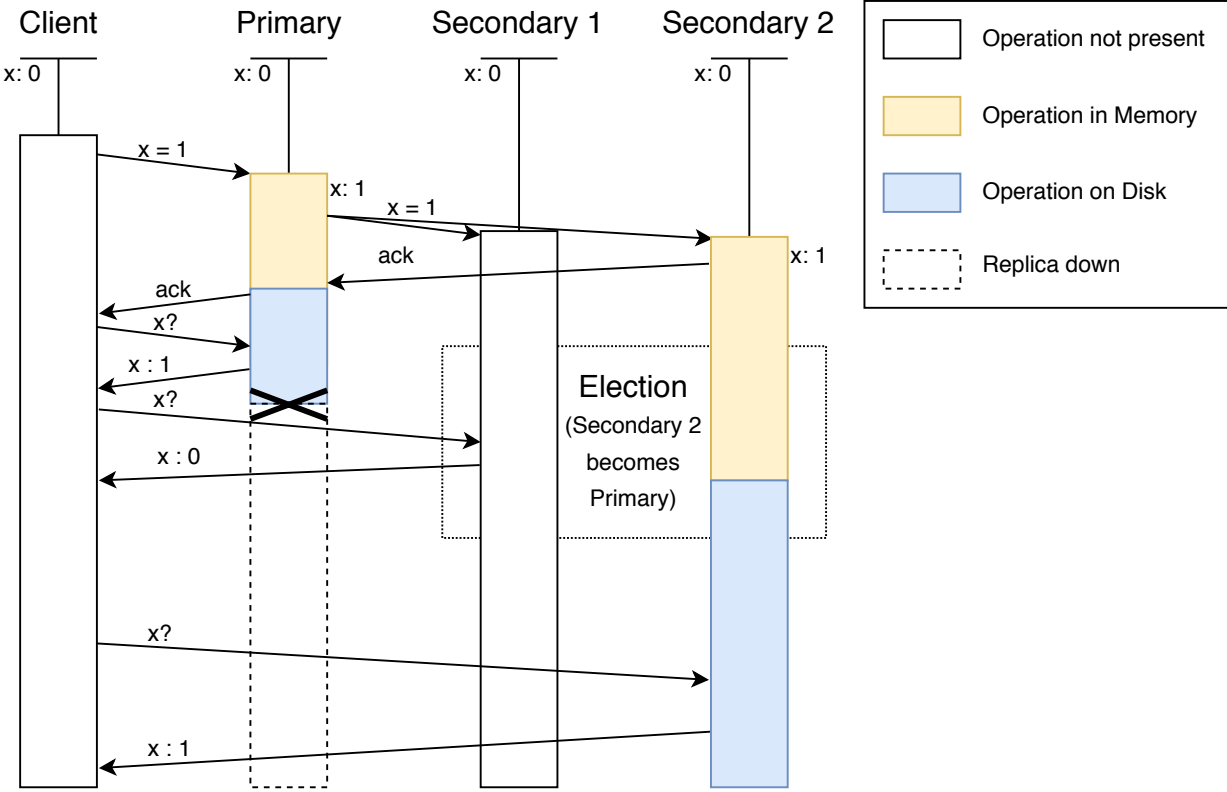 Client
Primary
Secondary 1
Secondary 2
x: 0
x: 0
x: 0
x: 0
Operation not present
Operation in Memory
Operation on Disk
Replica down
x = 1
x: 1
x = 1
x: 1
ack
ack
x?
x : 1
x?
x : 0
Election
(Secondary 2
becomes
Primary)
x?
x : 1